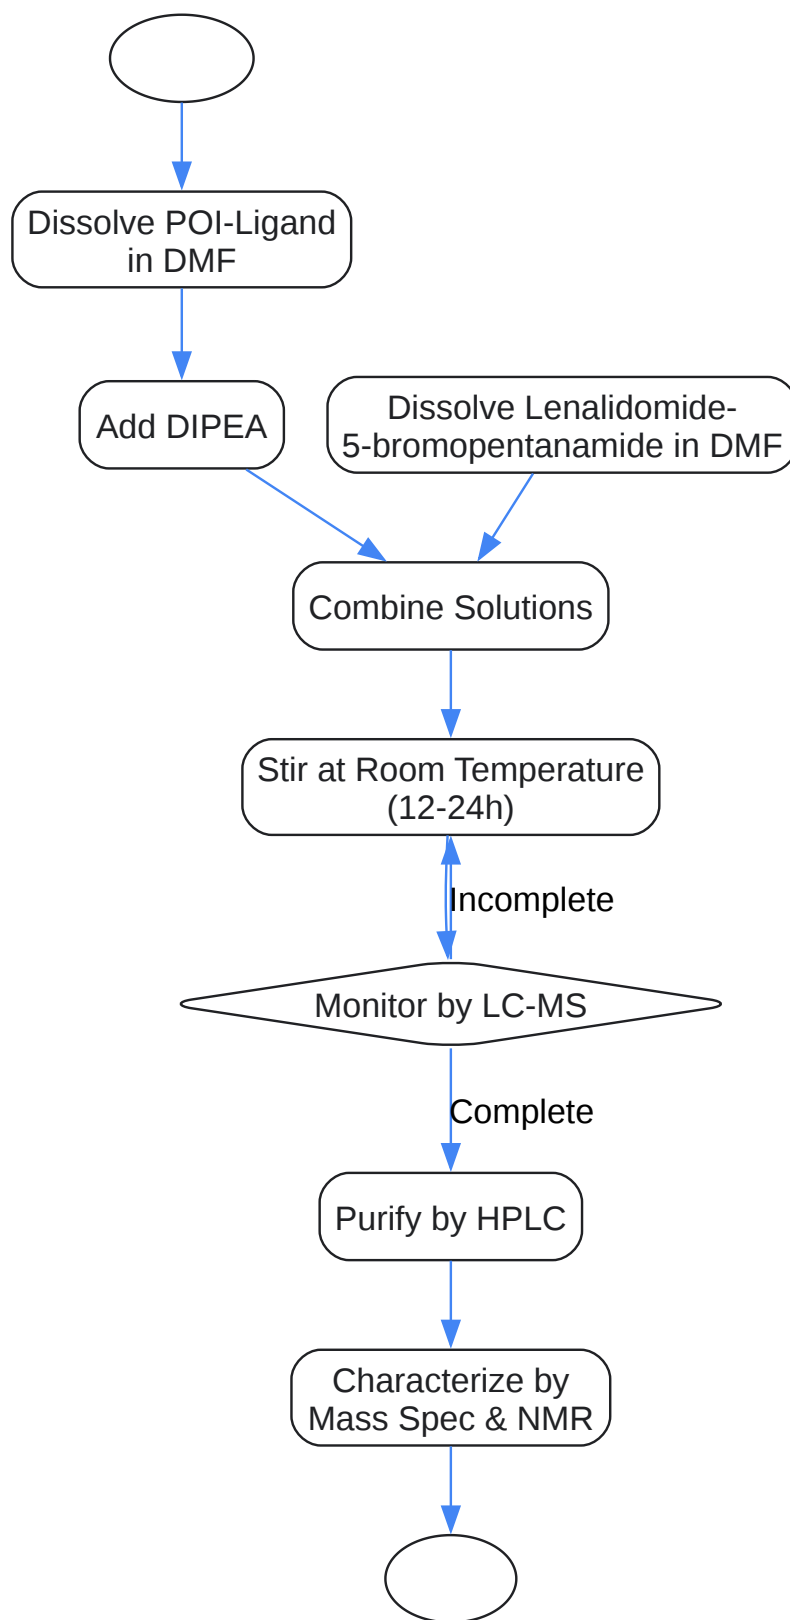 Dissolve POI-Ligand
in DMF
Add DIPEA
Dissolve Lenalidomide-
5-bromopentanamide in DMF
Combine Solutions
Stir at Room Temperature
(12-24h)
Incomplete
Monitor by LC-MS
Complete
Purify by HPLC
Characterize by
Mass Spec & NMR